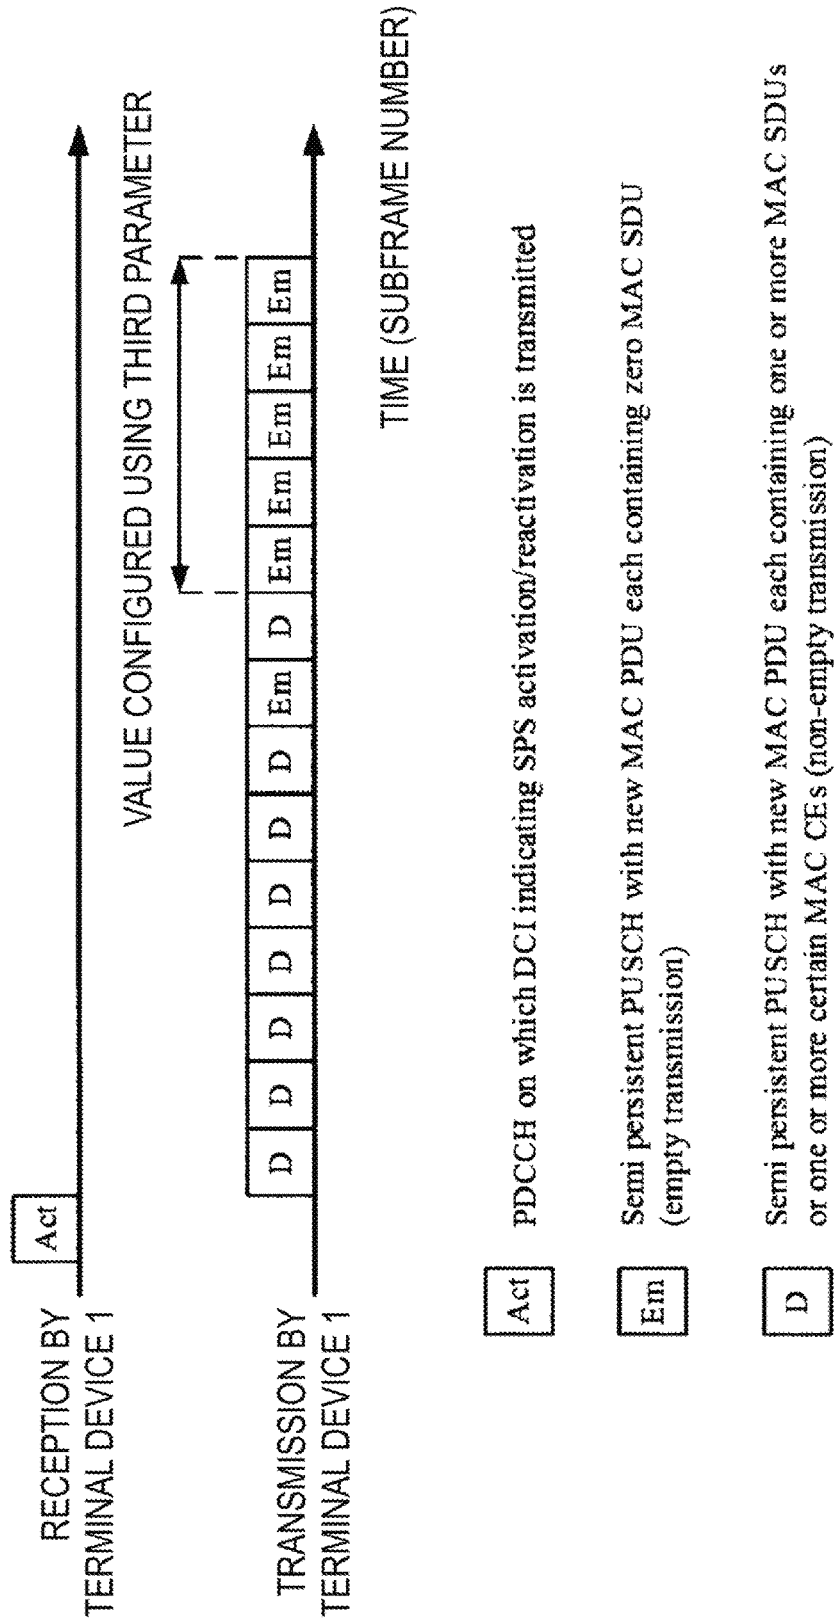 Act
RECEPTION BY
TERMINAL DEVICE 1
VALUE CONFIGURED USING THIRD PARAMETER
D D D D D D D Em D Em Em Em Em Em
TRANSMISSION BY
TERMINAL DEVICE 1
TIME (SUBFRAME NUMBER)
Act PDCCH on which DCI indicating SPS activation/reactivation is transmitted
Em Semi persistent PUSCH with new MAC PDU each containing zero MAC SDU
(empty transmission)
D Semi persistent PUSCH with new MAC PDU each containing one or more MAC SDUs
or one or more certain MAC CEs (non-empty transmission)